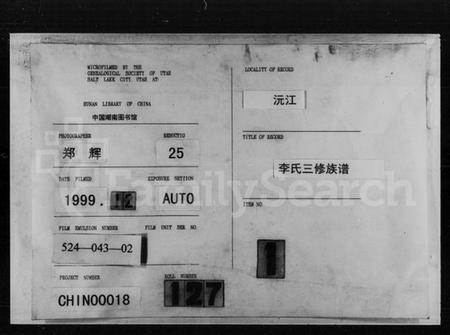 MICROFILMED BY THE
GENEALOGICAL SOCIETY OF UTAH
SALT LAKE CITY, UTAH AT:
HUNAN LIBRARY OF CHINA
中国湖南图书馆
PHOTOGRAPHER
REDUCTIO
郑 辉
25
DATE FILMED
EXPOSURE SETTION
1999. 12
AUTO
FILM EMULSION NUMBER
FILM UNIT SER NO.
524—043—02
PROJECT NUMBER
ROLL NUMBER
CHIN00018
127
LOCALITY OF RECORD
沅江
TITLE OF RECORD
李氏三修族谱
ITEM NO.
1
FamilySearch